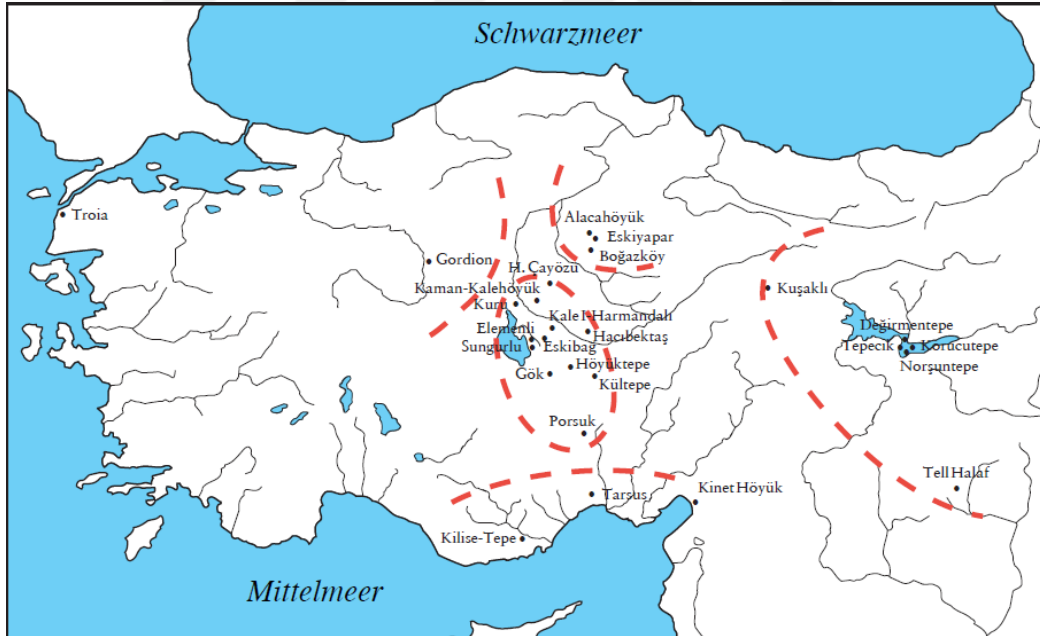 Schwarzmeer
Troia
Alacahöyük
Eskiyapar
Boğazköy
Gordion
H. Çayözü
Kaman-Kalehöyük
Kuşaklı
Kuru
Kale I-Harmandalı
Değirmentepe
Elemenli
Hacıbektaş
Sungurlu
Eskibağ
Tepecik
Korucutepe
Norşuntepe
Höyüktepe
Gök
Kültepe
Porsuk
Tell Halaf
Tarsus
Kinet Höyük
Kilise-Tepe
Mittelmeer